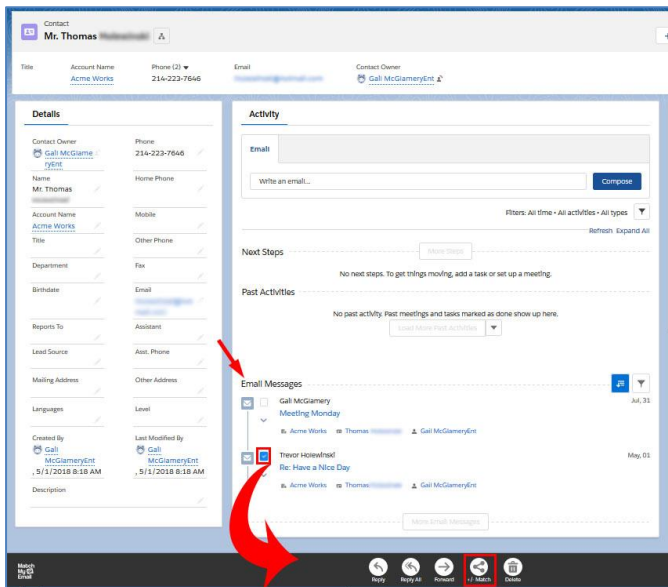 Contact
Mr. Thomas
Title Account Name Phone (2) Email Contact Owner
Acme Works 214-223-7646 Gali McGlameryEnt
Details
Contact Owner Phone
Gali McGlame 214-223-7646
ryEnt
Name Home Phone
Mr. Thomas
Account Name Mobile
Acme Works
Title Other Phone
Department Fax
Birthdate Email
Reports To Assistant
Lead Source Asst. Phone
Mailing Address Other Address
Languages Level
Created By Last Modified By
Gali Gali
McGlameryEnt McGlameryEnt
, 5/1/2018 8:18 AM , 5/1/2018 8:18 AM
Description
Activity
Email
Write an email...
Compose
Filters: All time • All activities • All types
Refresh Expand All
Next Steps
More Steps
No next steps. To get things moving, add a task or set up a meeting.
Past Activities
No past activity. Past meetings and tasks marked as done show up here.
Load More Past Activities
Email Messages
Gali McGlamery Jul, 31
Meeting Monday
Acme Works Thomas Gail McGlameryEnt
Trevor Holewinski May, 01
Re: Have a Nice Day
Acme Works Thomas Gail McGlameryEnt
More Email Messages
Match
My
Email
Reply Reply All Forward +/- Match Delete